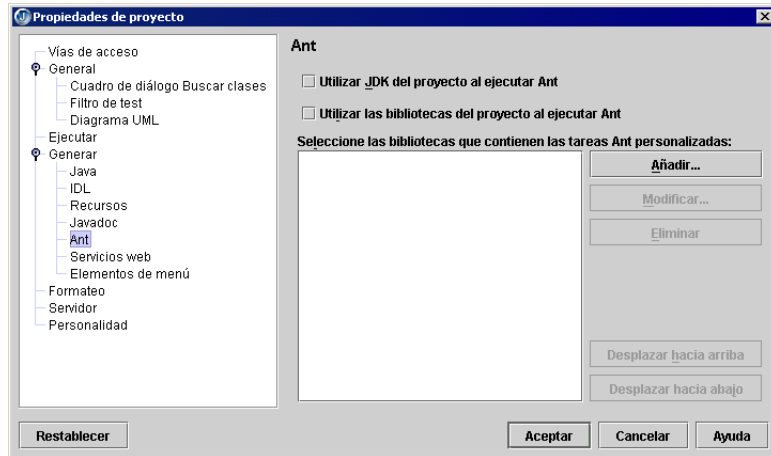 Propiedades de proyecto
Vías de acceso
General
Cuadro de diálogo Buscar clases
Filtro de test
Diagrama UML
Ejecutar
Generar
Java
IDL
Recursos
Javadoc
Ant
Servicios web
Elementos de menú
Formateo
Servidor
Personalidad
Ant
Utilizar JDK del proyecto al ejecutar Ant
Utilizar las bibliotecas del proyecto al ejecutar Ant
Seleccione las bibliotecas que contienen las tareas Ant personalizadas:
Añadir...
Modificar...
Eliminar
Desplazar hacia arriba
Desplazar hacia abajo
Restablecer
Aceptar
Cancelar
Ayuda